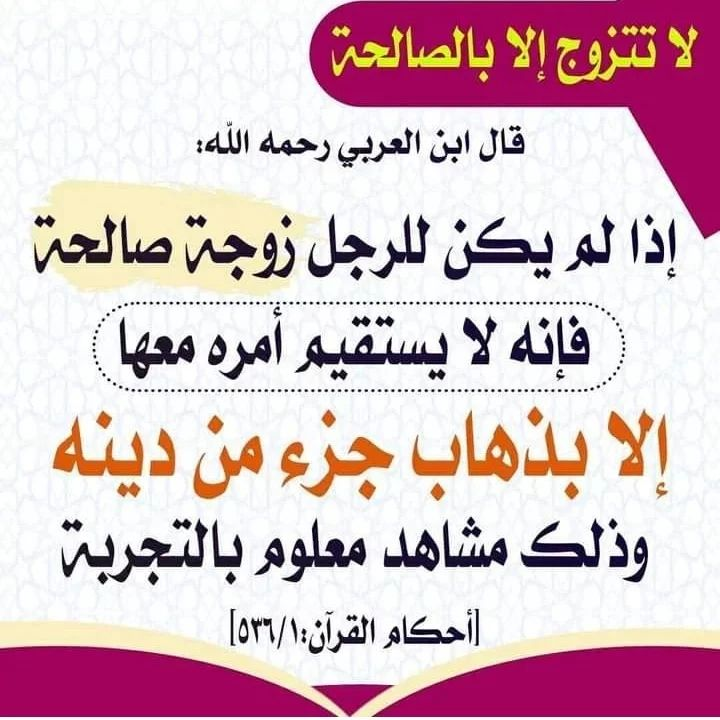 لا تتزوج إلا بالصالحة
قال ابن العربي رحمه الله:
إذا لم يكن للرجل زوجة صالحة
فإنه لا يستقيم أمره معها
إلا بذهاب جزء من دينه
وذلك مشاهد معلوم بالتجربة
[أحكام القرآن:١/٥٣٦]